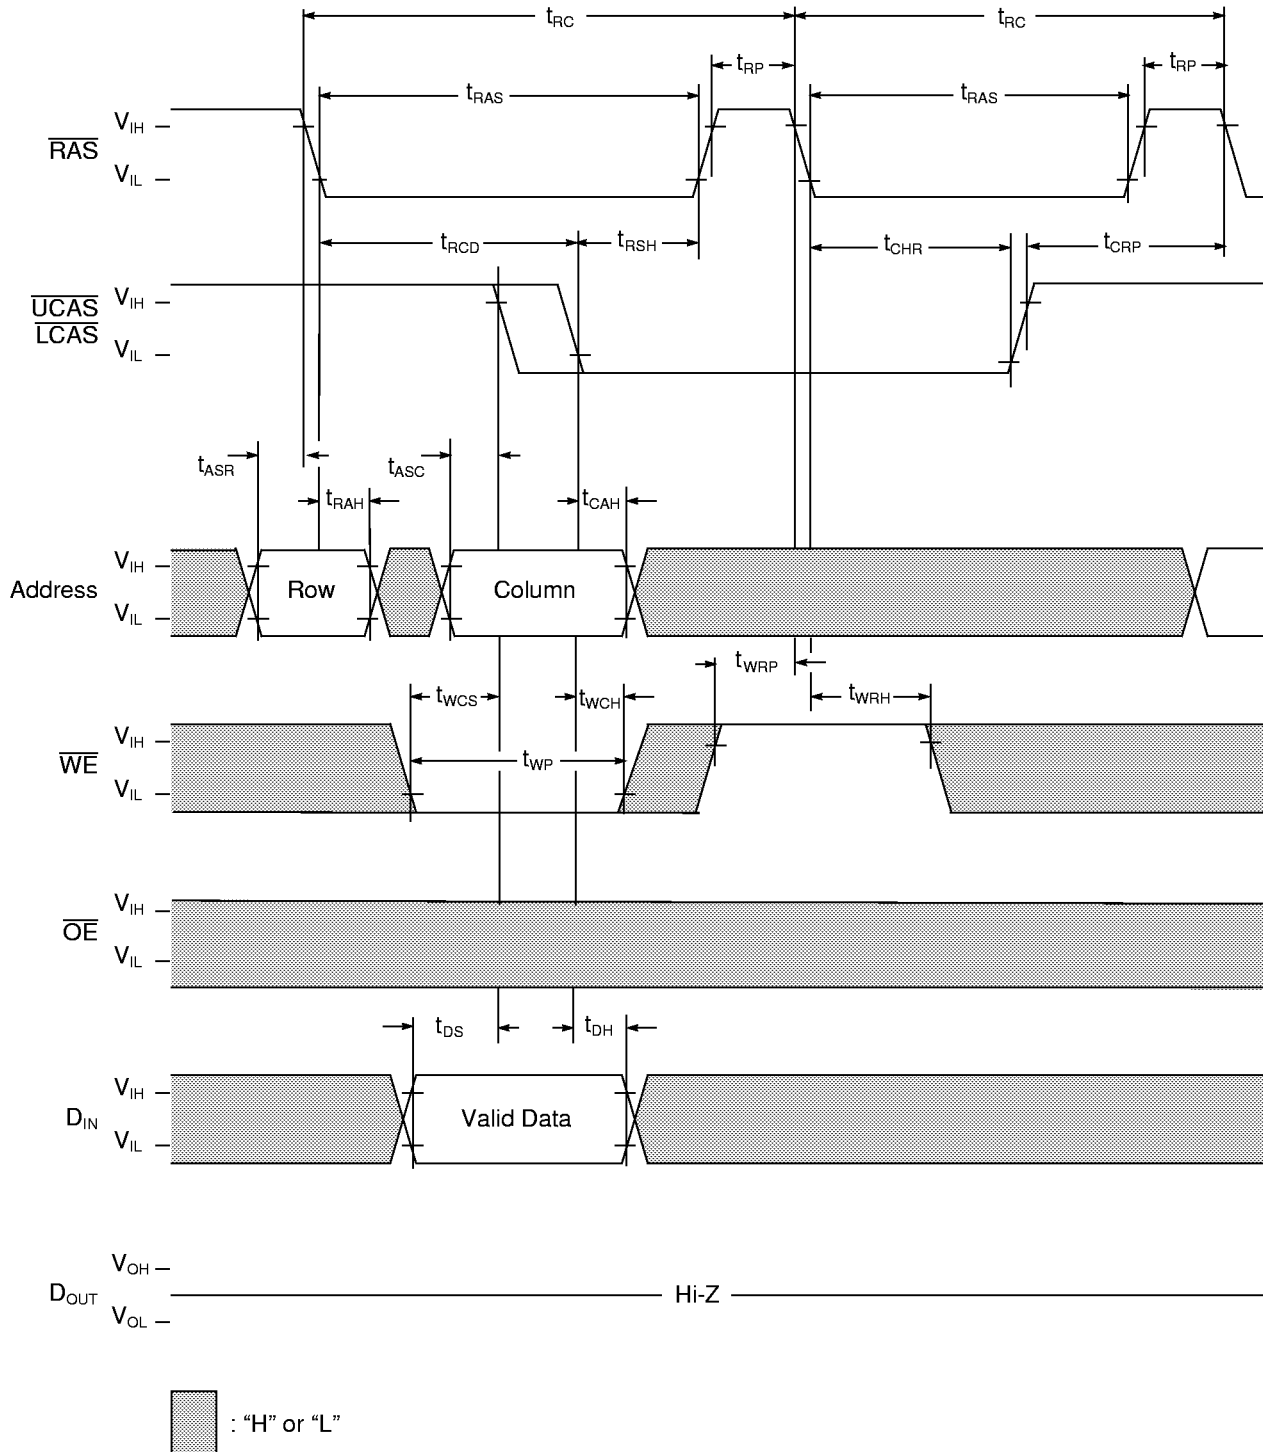 tRC tRC
tRP tRP
tRAS tRAS
VIH
RAS
VIL
tRCD tRSH tCHR tCRP
VIH
UCAS
LCAS
VIL
tASR tASC
tRAH tCAH
VIH
Address Row Column
VIL
tWRP
tWCS tWCH tWRH
VIH
WE tWP
VIL
VIH
OE
VIL
tDS tDH
VIH
DIN Valid Data
VIL
VOH
DOUT Hi-Z
VOL
: “H” or “L”